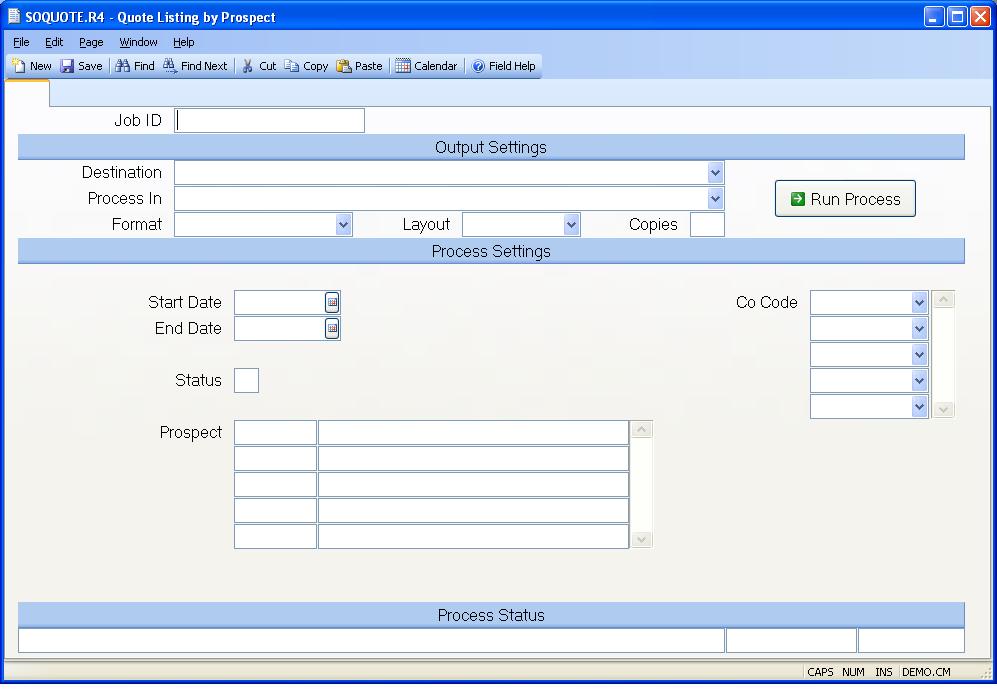 SOQUOTE.R4 - Quote Listing by Prospect
File Edit Page Window Help
New Save Find Find Next Cut Copy Paste Calendar Field Help
Job ID
Output Settings
Destination
Process In
Run Process
Format Layout Copies
Process Settings
Start Date Co Code
End Date
Status
Prospect
Process Status
CAPS NUM INS DEMO.CM